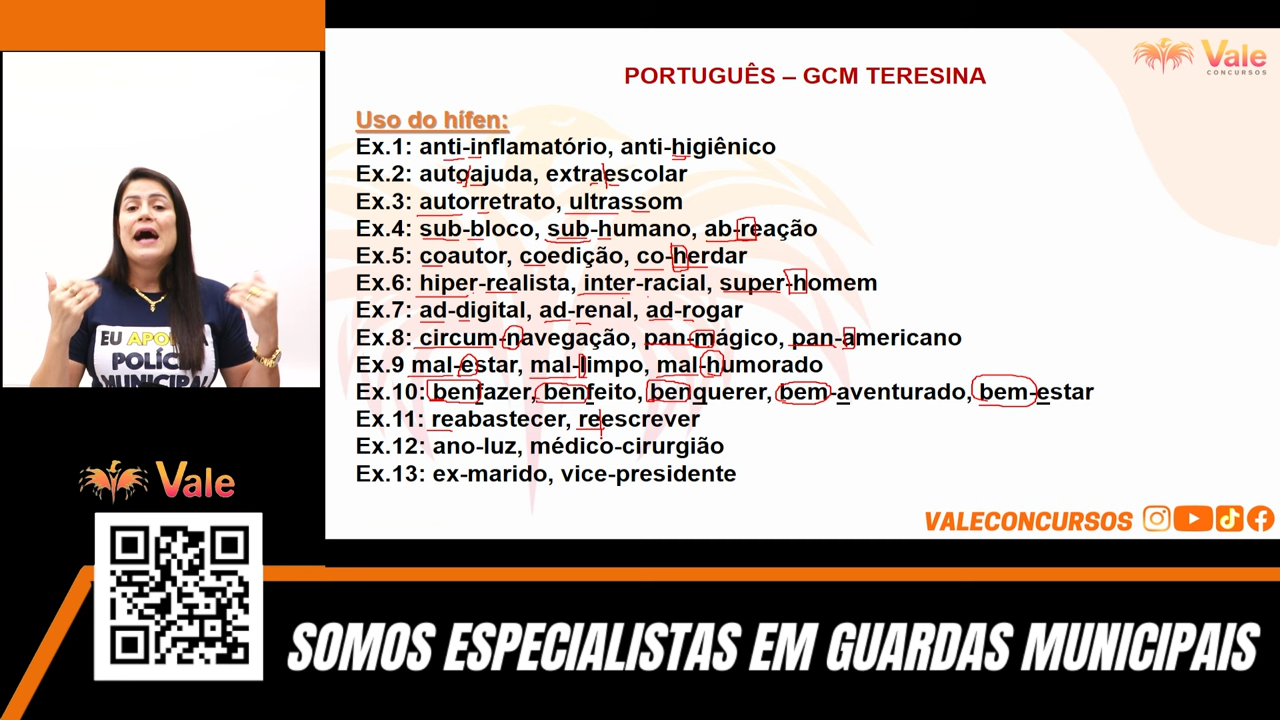 PORTUGUÊS – GCM TERESINA
Vale
CONCURSOS
Uso do hífen:
Ex.1: anti-inflamatório, anti-higiênico
Ex.2: autoajuda, extraescolar
Ex.3: autorretrato, ultrassom
Ex.4: sub-bloco, sub-humano, ab-reação
Ex.5: coautor, coedição, co-herdar
Ex.6: hiper-realista, inter-racial, super-homem
Ex.7: ad-digital, ad-renal, ad-rogar
Ex.8: circum-navegação, pan-mágico, pan-americano
Ex.9 mal-estar, mal-limpo, mal-humorado
Ex.10: benfazer, benfeito, benquerer, bem-aventurado, bem-estar
Ex.11: reabastecer, reescrever
Ex.12: ano-luz, médico-cirurgião
Ex.13: ex-marido, vice-presidente
EU APOIO A
POLÍCIA
MUNICIPAL
Vale
VALECONCURSOS
SOMOS ESPECIALISTAS EM GUARDAS MUNICIPAIS